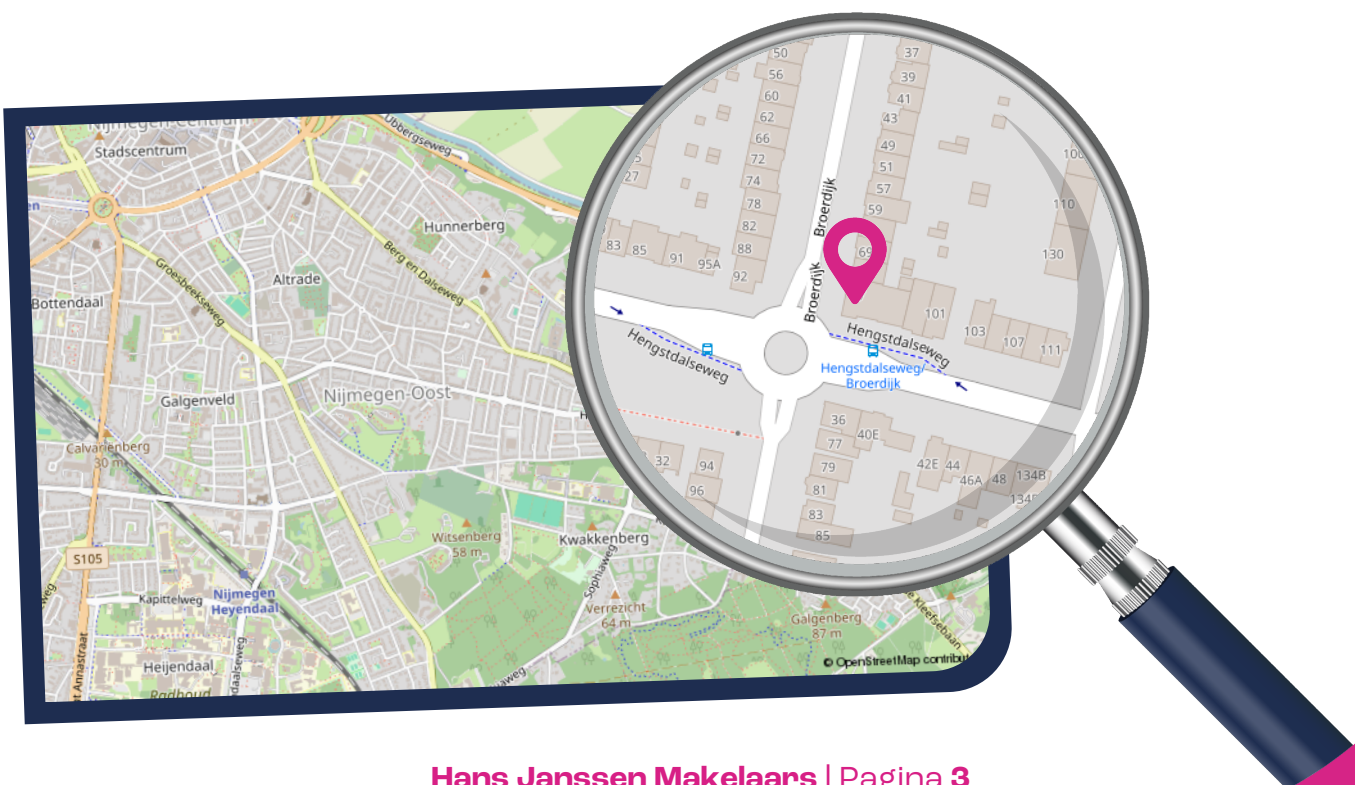 Nijmegen-Centrum
Stadscentrum
Ubbergseweg
Hunnerberg
Altrade
Berg en Dalseweg
Groesbeekseweg
Bottendaal
Galgenveld
Nijmegen-Oost
Calvariënberg
30 m
S105
Witsenberg
58 m
Kwakkenberg
Sophiaweg
Kapittelweg
Nijmegen
Heyendaal
Verrezicht
64 m
Galgenberg
87 m
Heijendaal
Radboud
© OpenStreetMap contribut
50
56
60
62
66
72
74
78
82
88
92
37
39
41
43
49
51
57
59
69
27
83
85
91
95A
110
130
Broerdijk
Broerdijk
101
103
107
111
Hengstdalseweg
Hengstdalseweg
Hengstdalseweg/
Broerdijk
36
40E
77
79
81
83
85
32
94
96
42E
44
46A
48
134B
Hans Janssen Makelaars | Pagina 3